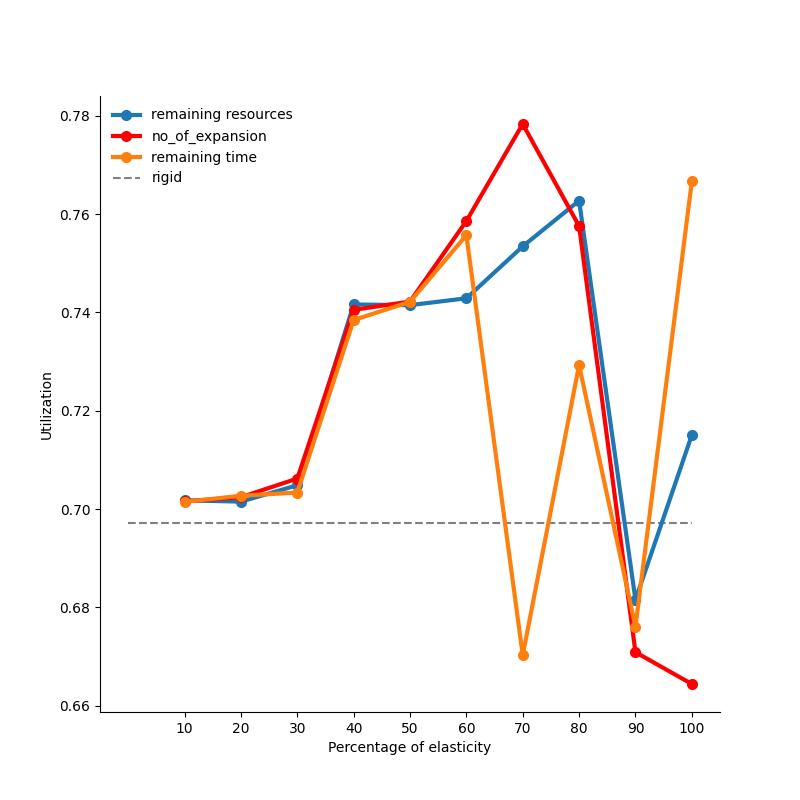 remaining resources
no_of_expansion
remaining time
rigid
0.78
0.76
0.74
0.72
0.70
0.68
0.66
Utilization
10 20 30 40 50 60 70 80 90 100
Percentage of elasticity